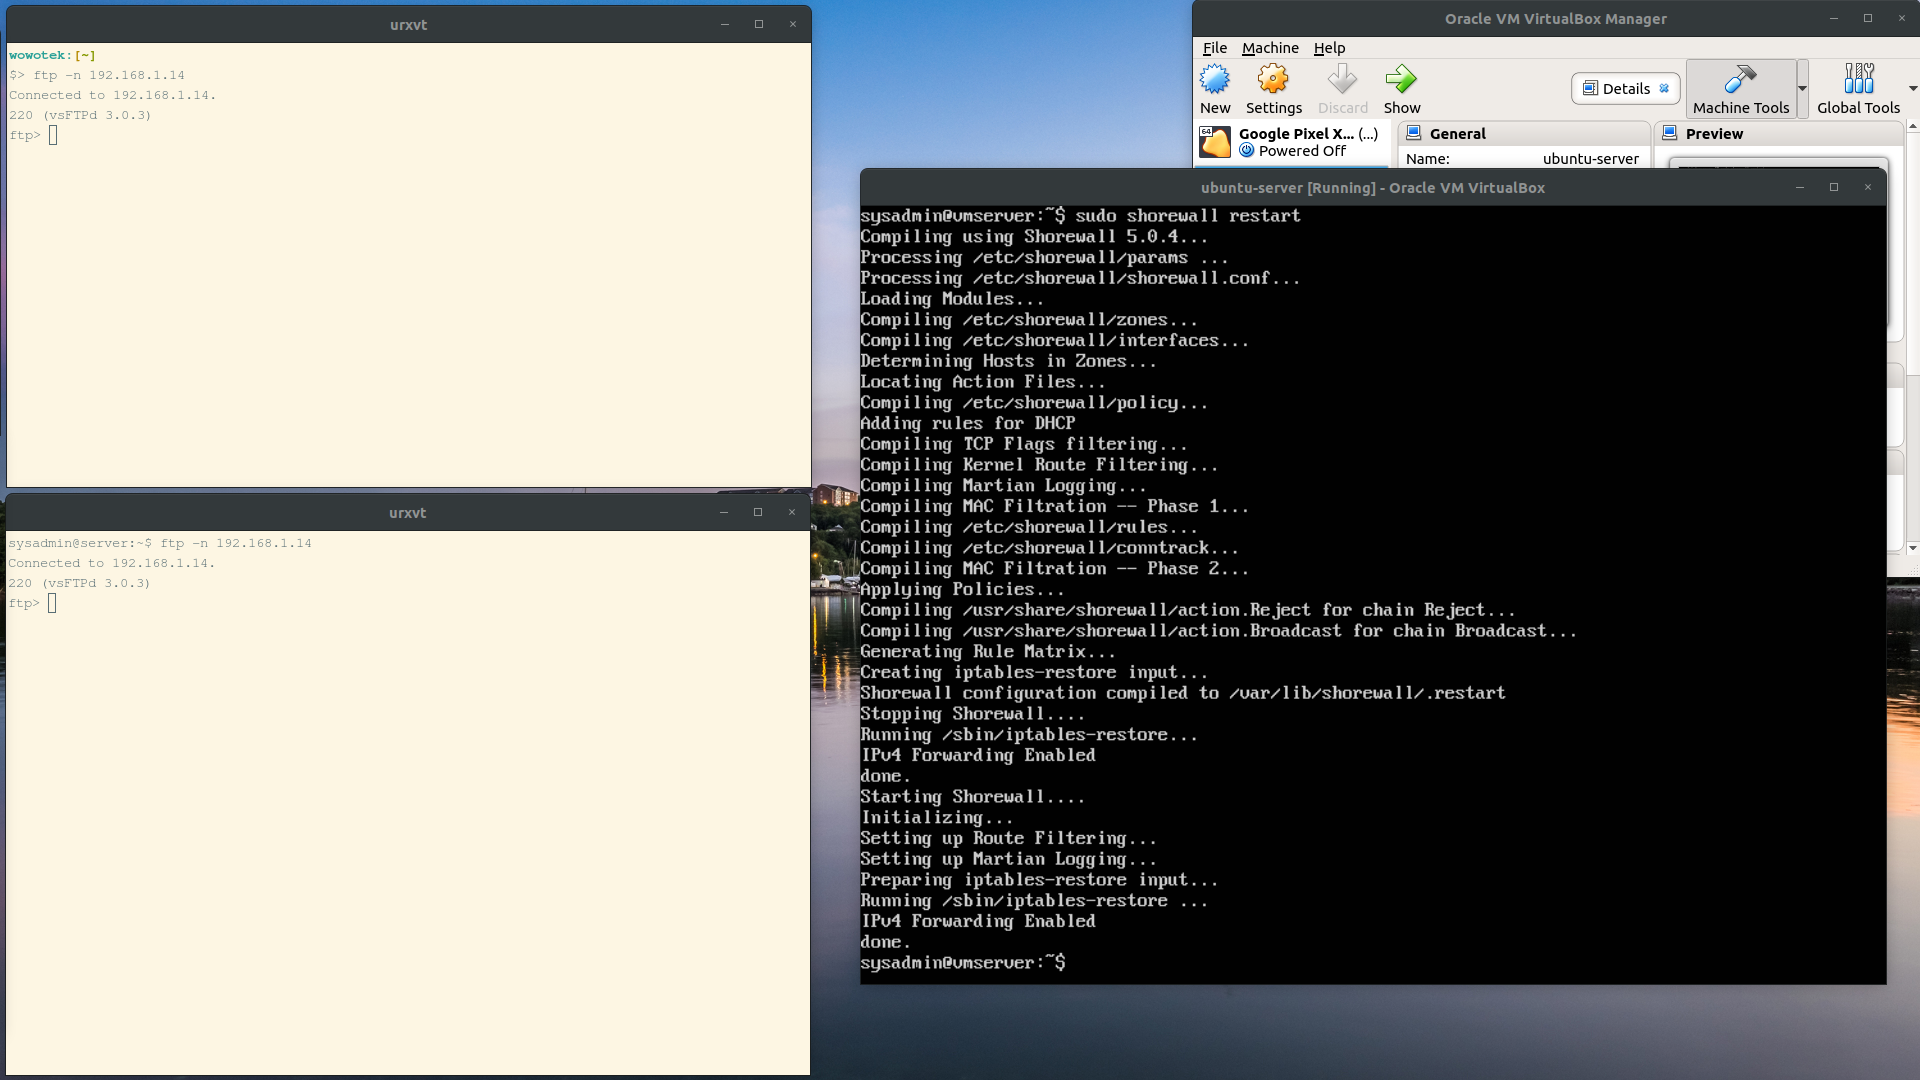 urxvt
wowotek:[~]
$> ftp -n 192.168.1.14
Connected to 192.168.1.14.
220 (vsFTPd 3.0.3)
ftp>
urxvt
sysadmin@server:~$ ftp -n 192.168.1.14
Connected to 192.168.1.14.
220 (vsFTPd 3.0.3)
ftp>
Oracle VM VirtualBox Manager
File Machine Help
New Settings Discard Show Details Machine Tools Global Tools
64 Google Pixel X... (...)
Powered Off
General
Name: ubuntu-server
Preview
ubuntu-server [Running] - Oracle VM VirtualBox
sysadmin@vmserver:~$ sudo shorewall restart
Compiling using Shorewall 5.0.4...
Processing /etc/shorewall/params ...
Processing /etc/shorewall/shorewall.conf...
Loading Modules...
Compiling /etc/shorewall/zones...
Compiling /etc/shorewall/interfaces...
Determining Hosts in Zones...
Locating Action Files...
Compiling /etc/shorewall/policy...
Adding rules for DHCP
Compiling TCP Flags filtering...
Compiling Kernel Route Filtering...
Compiling Martian Logging...
Compiling MAC Filtration -- Phase 1...
Compiling /etc/shorewall/rules...
Compiling /etc/shorewall/conntrack...
Compiling MAC Filtration -- Phase 2...
Applying Policies...
Compiling /usr/share/shorewall/action.Reject for chain Reject...
Compiling /usr/share/shorewall/action.Broadcast for chain Broadcast...
Generating Rule Matrix...
Creating iptables-restore input...
Shorewall configuration compiled to /var/lib/shorewall/.restart
Stopping Shorewall....
Running /sbin/iptables-restore...
IPv4 Forwarding Enabled
done.
Starting Shorewall....
Initializing...
Setting up Route Filtering...
Setting up Martian Logging...
Preparing iptables-restore input...
Running /sbin/iptables-restore ...
IPv4 Forwarding Enabled
done.
sysadmin@vmserver:~$